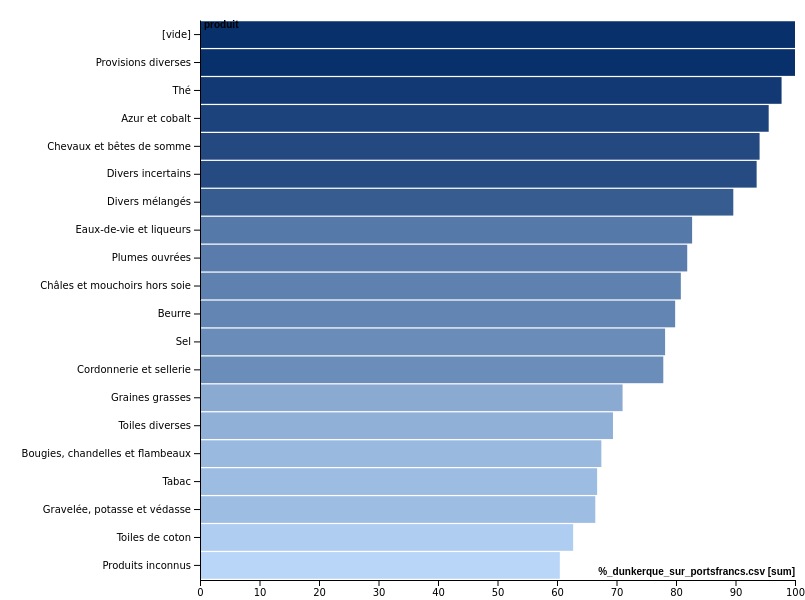 produit
[vide]
Provisions diverses
Thé
Azur et cobalt
Chevaux et bêtes de somme
Divers incertains
Divers mélangés
Eaux-de-vie et liqueurs
Plumes ouvrées
Châles et mouchoirs hors soie
Beurre
Sel
Cordonnerie et sellerie
Graines grasses
Toiles diverses
Bougies, chandelles et flambeaux
Tabac
Gravelée, potasse et védasse
Toiles de coton
Produits inconnus
%_dunkerque_sur_portsfrancs.csv [sum]
0 10 20 30 40 50 60 70 80 90 100